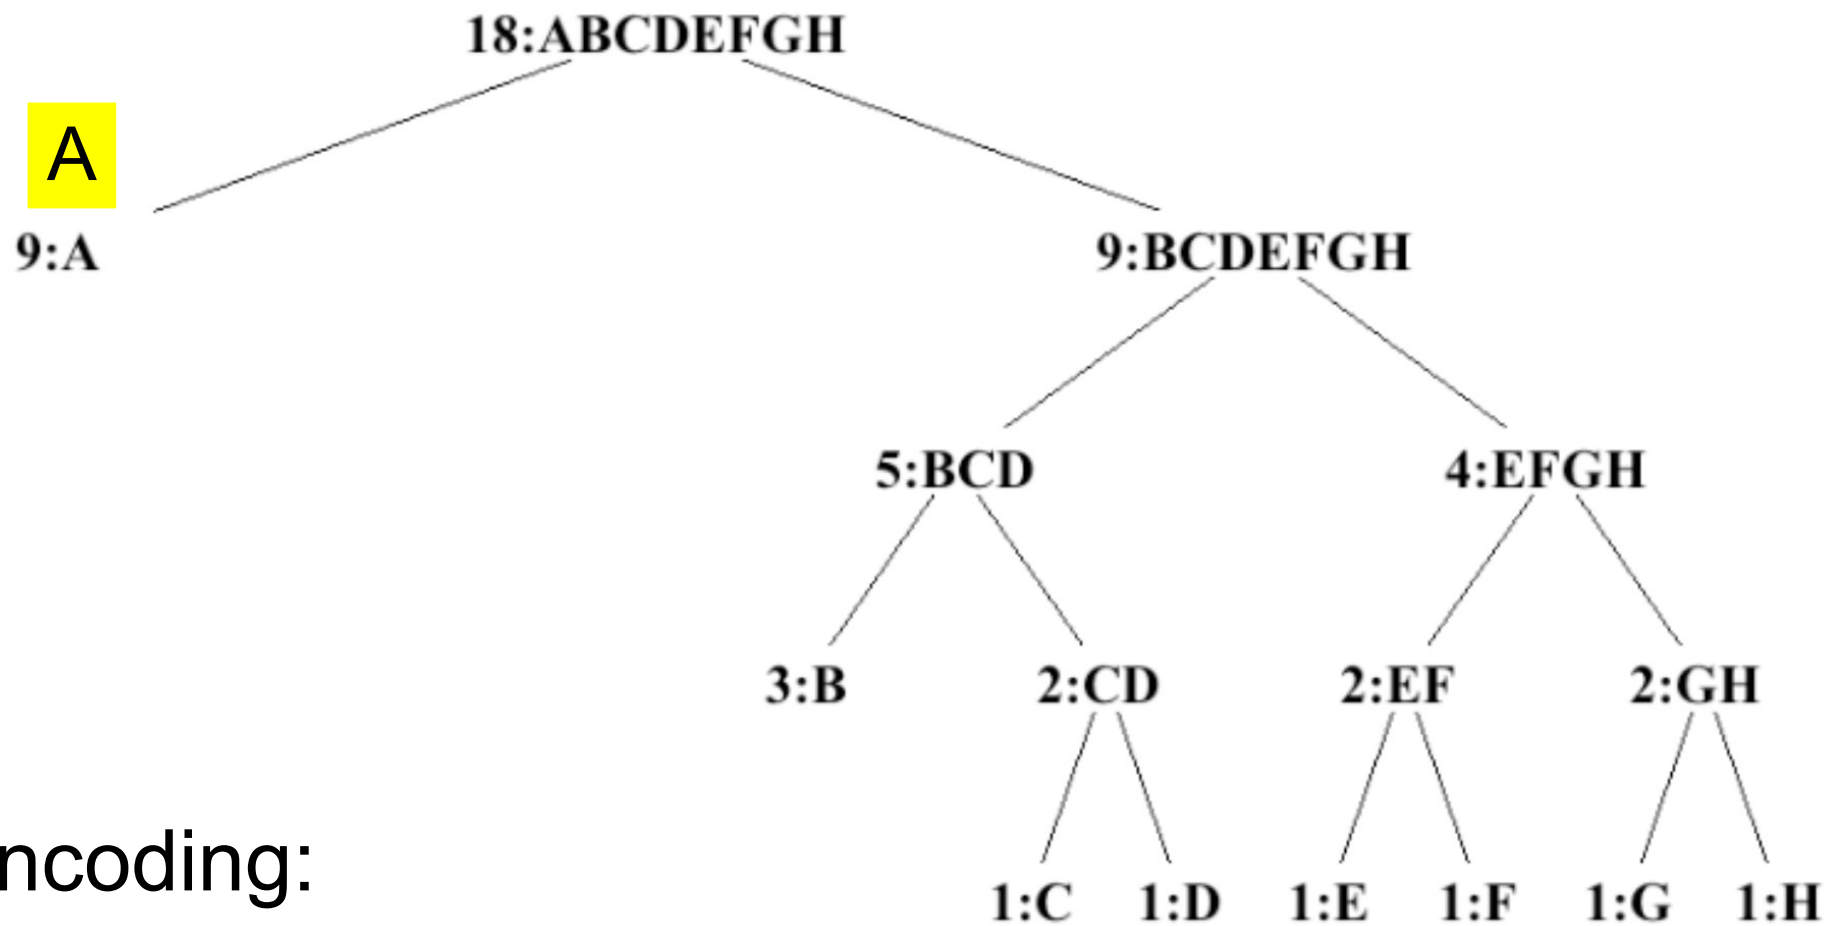 18:ABCDEFGH
A
9:A 9:BCDEFGH
5:BCD 4:EFGH
3:B 2:CD 2:EF 2:GH
ncoding:
1:C 1:D 1:E 1:F 1:G 1:H